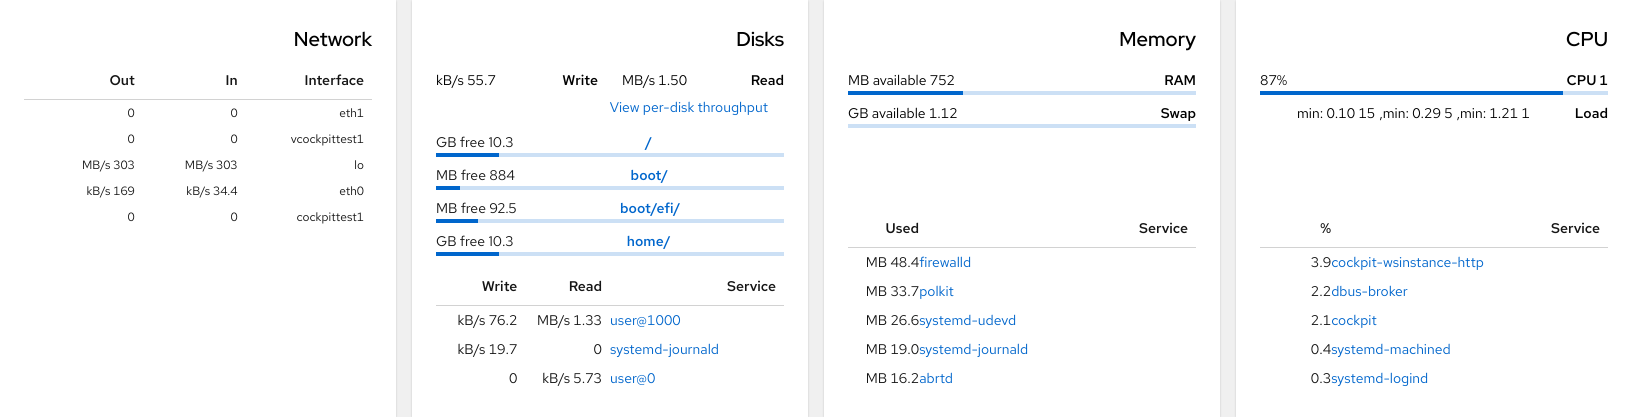 CPU
CPU 1 87%
Load min: 0.10 15 ,min: 0.29 5 ,min: 1.21 1
Service %
cockpit-wsinstance-http 3.9
dbus-broker 2.2
cockpit 2.1
systemd-machined 0.4
systemd-logind 0.3
Memory
RAM MB available 752
Swap GB available 1.12
Service Used
firewalld MB 48.4
polkit MB 33.7
systemd-udevd MB 26.6
systemd-journald MB 19.0
abrtd MB 16.2
Disks
Read MB/s 1.50 Write kB/s 55.7
View per-disk throughput
/ GB free 10.3
boot/ MB free 884
boot/efi/ MB free 92.5
home/ GB free 10.3
Service Read Write
user@1000 MB/s 1.33 kB/s 76.2
systemd-journald 0 kB/s 19.7
user@0 kB/s 5.73 0
Network
Interface In Out
eth1 0 0
vcockpittest1 0 0
lo MB/s 303 MB/s 303
eth0 kB/s 34.4 kB/s 169
cockpittest1 0 0